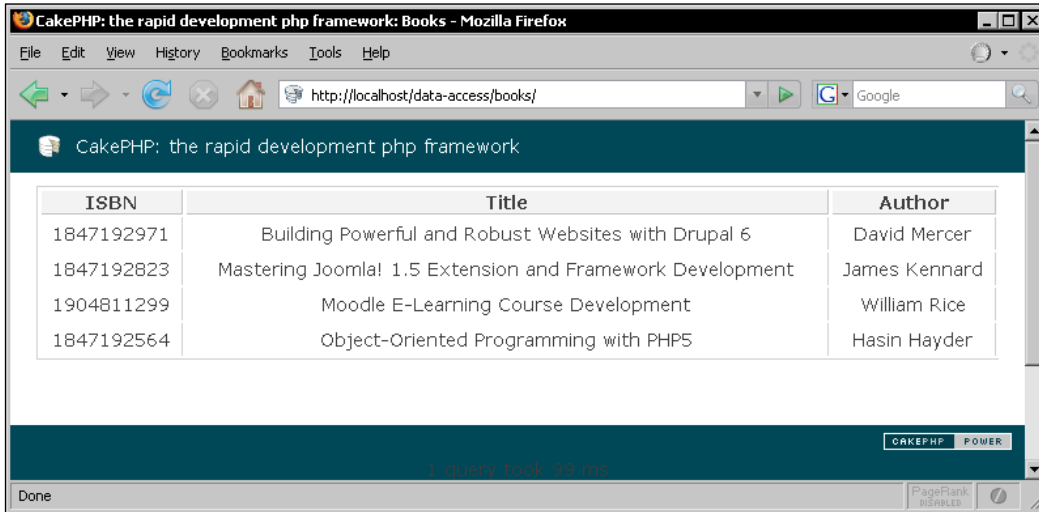 CakePHP: the rapid development php framework: Books - Mozilla Firefox
File Edit View History Bookmarks Tools Help
http://localhost/data-access/books/ G Google
CakePHP: the rapid development php framework
ISBN Title Author
1847192971 Building Powerful and Robust Websites with Drupal 6 David Mercer
1847192823 Mastering Joomla! 1.5 Extension and Framework Development James Kennard
1904811299 Moodle E-Learning Course Development William Rice
1847192564 Object-Oriented Programming with PHP5 Hasin Hayder
CAKEPHP POWER
1 query took 99 ms
Done PageRank
DISABLED